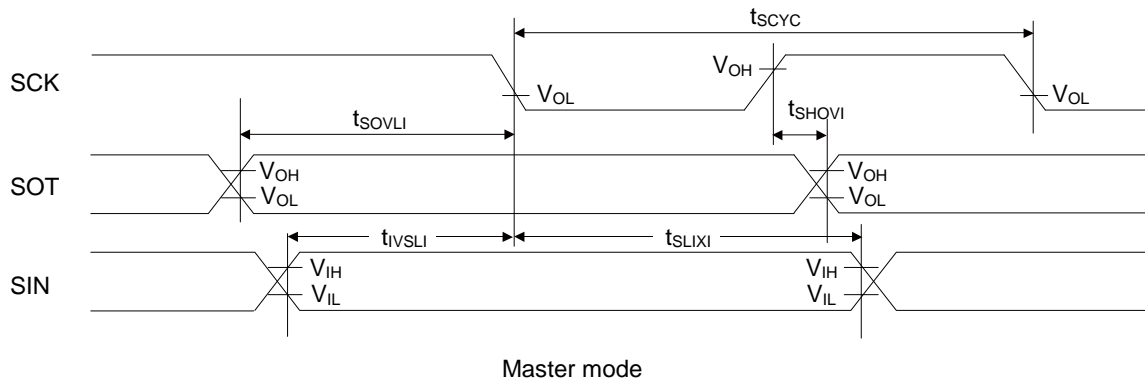 tSCYC
SCK
VOH
VOL
VOL
tSHOVI
tSOVLI
SOT
VOH
VOL
VOH
VOL
tIVSLI
tSLIXI
SIN
VIH
VIL
VIH
VIL
Master mode